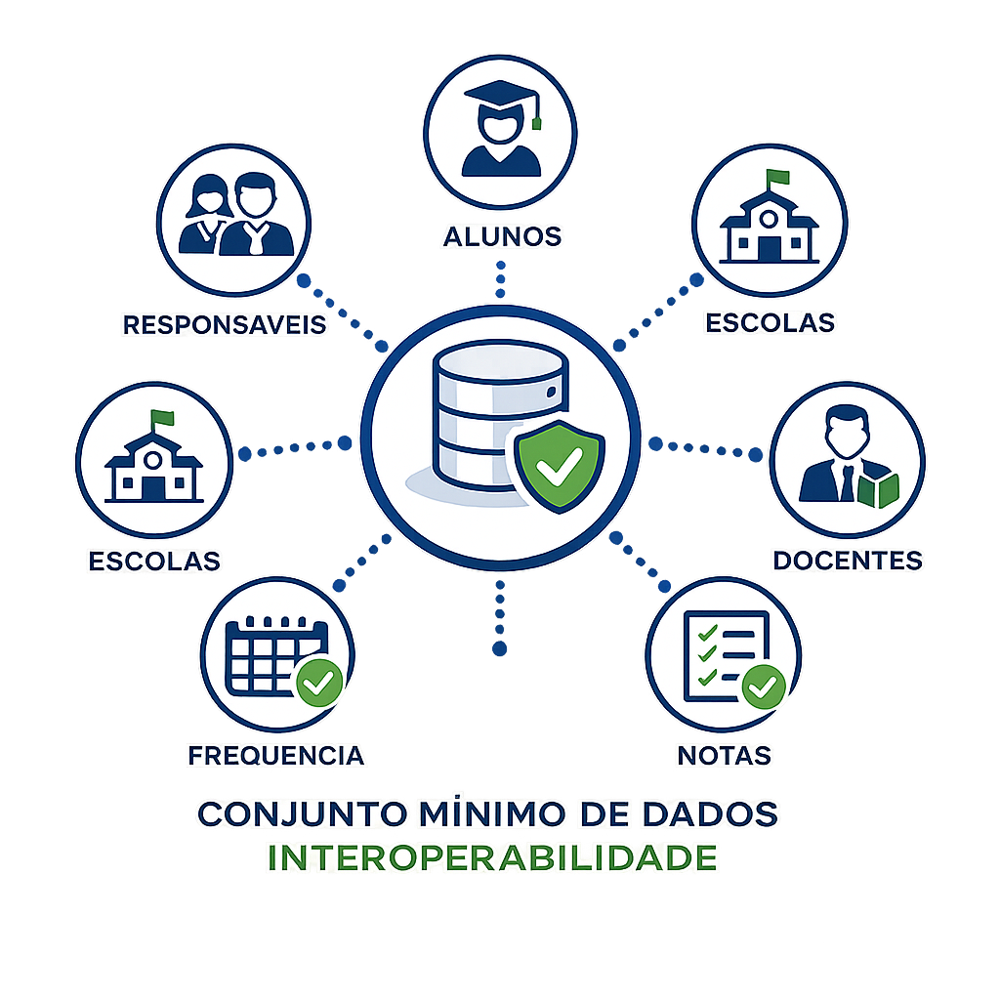 ALUNOS
RESPONSAVEIS
ESCOLAS
ESCOLAS
DOCENTES
FREQUENCIA
NOTAS
CONJUNTO MÍNIMO DE DADOS
INTEROPERABILIDADE